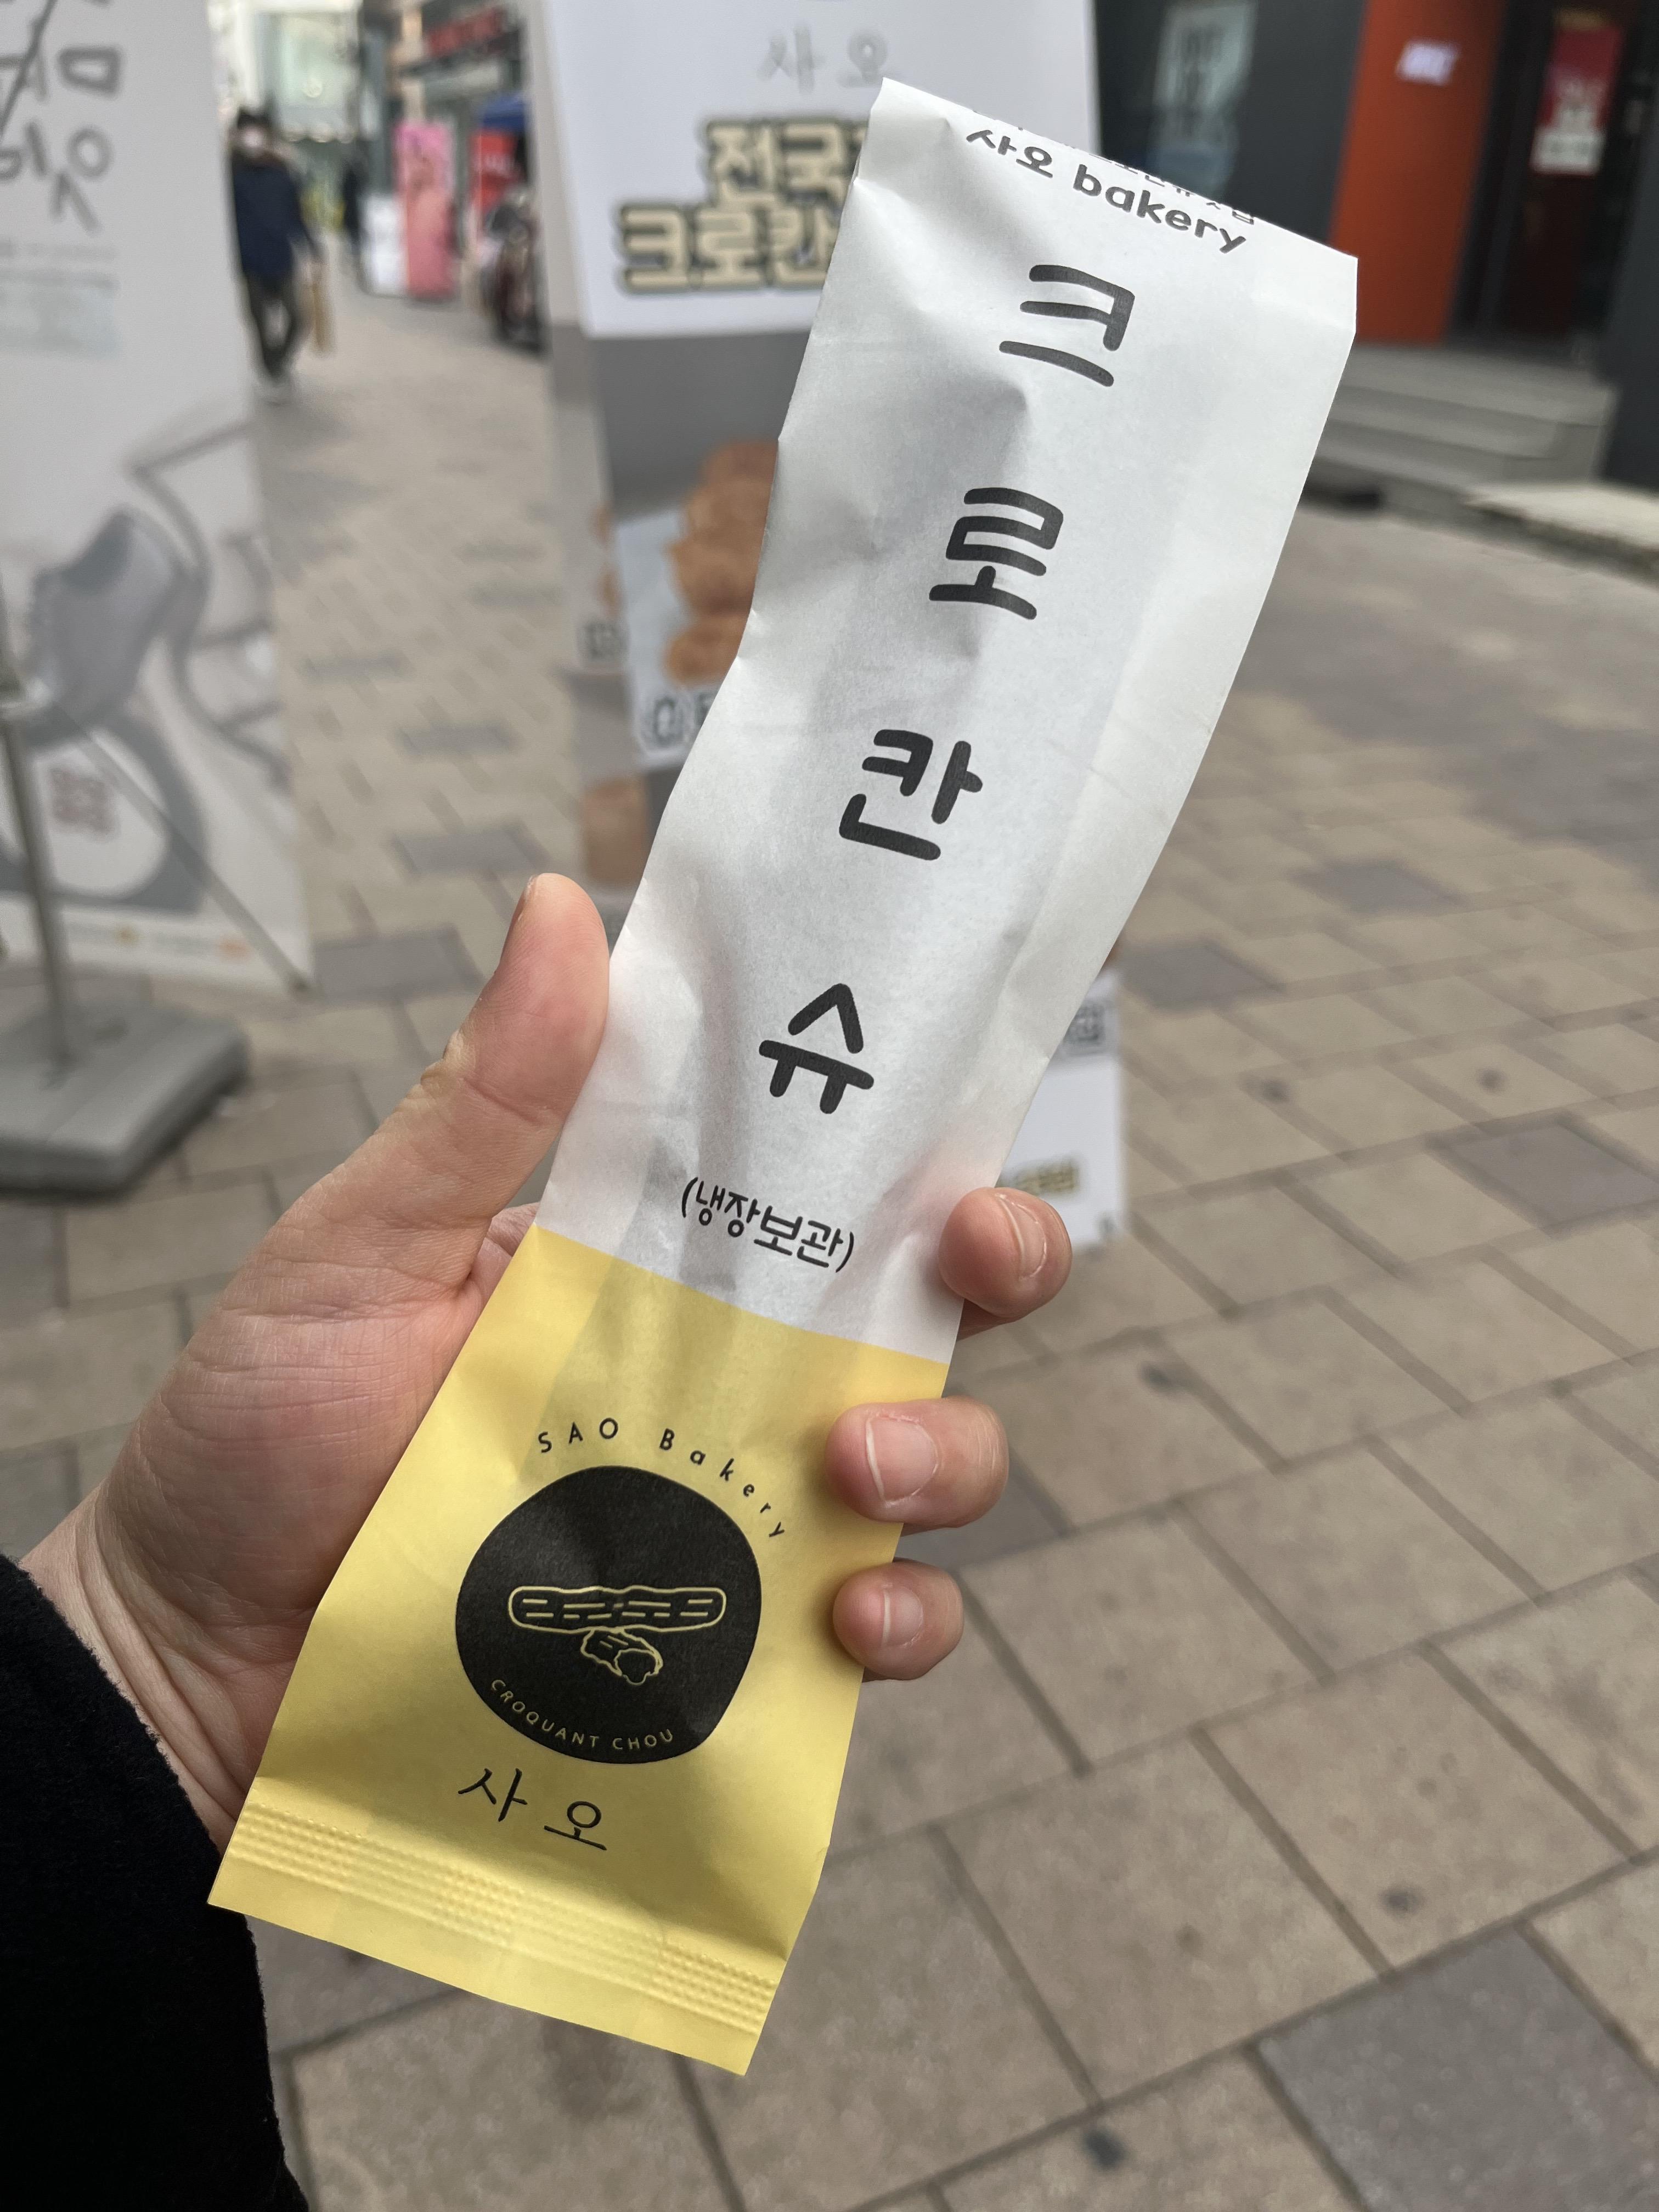 사오
전국
크로칸
사오 bakery
크
로
칸
슈
(냉장보관)
SAO Bakery
CROQUANT CHOU
사오